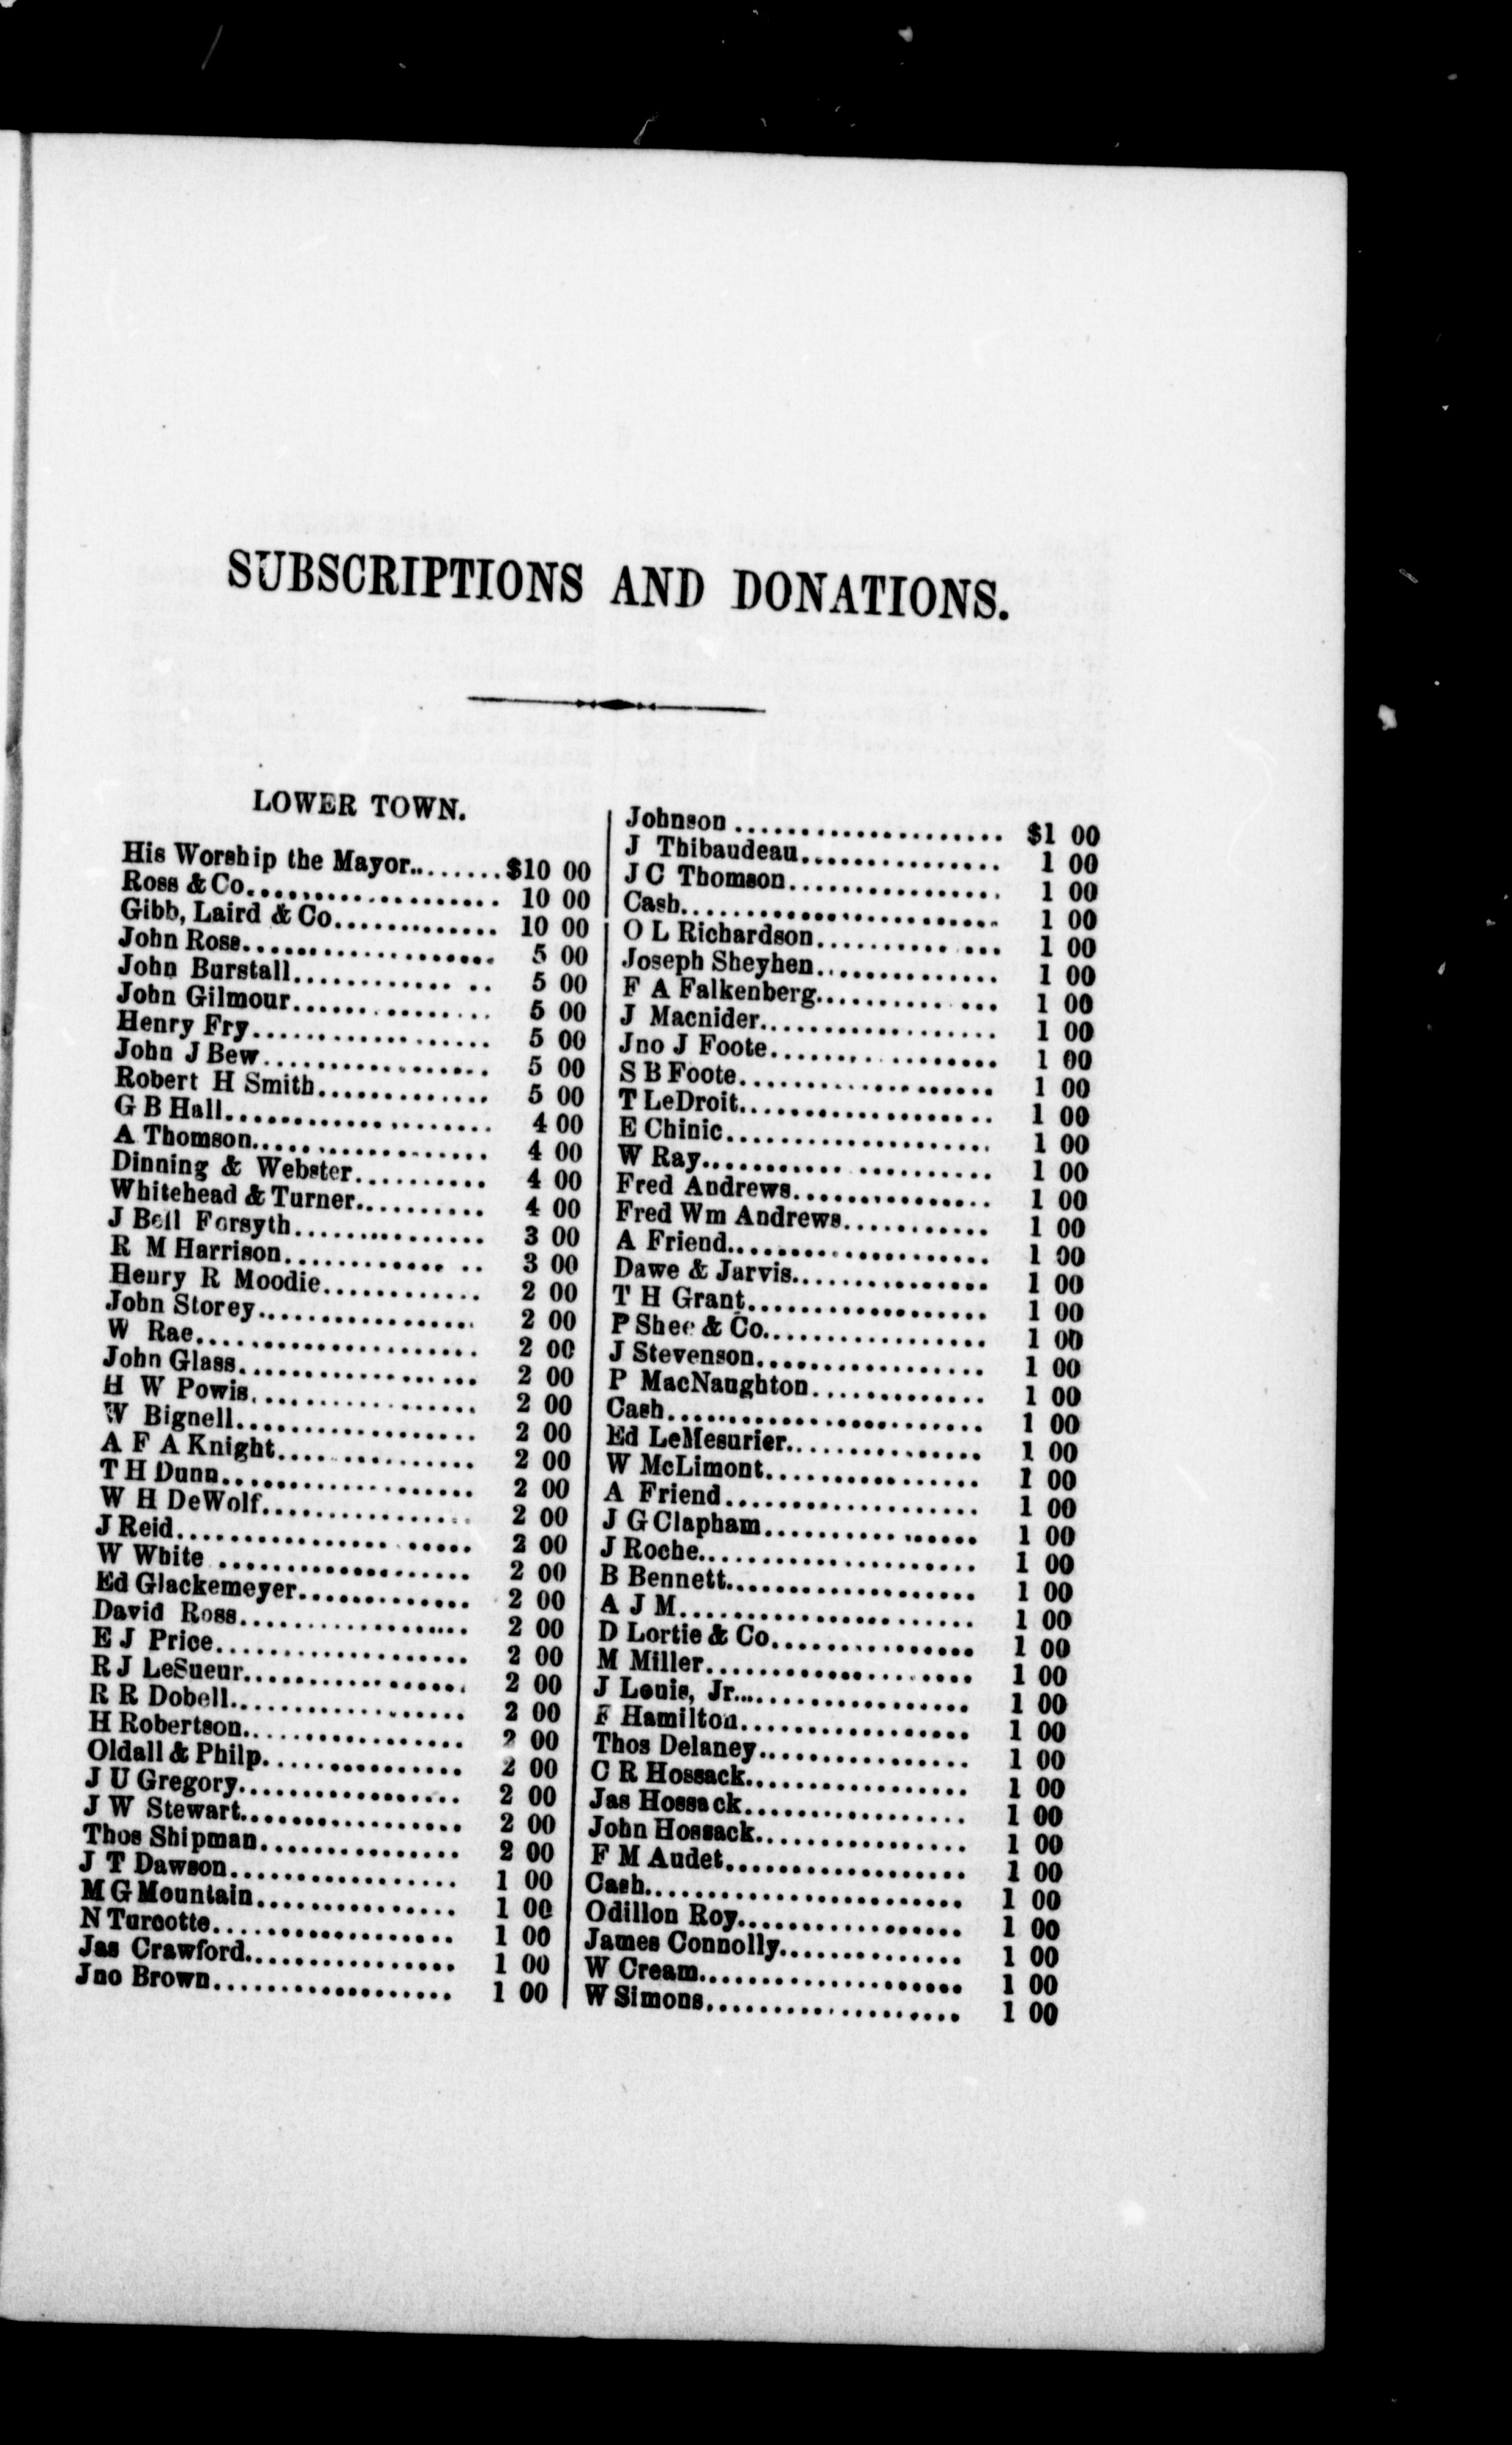 SUBSCRIPTIONS AND DONATIONS.
LOWER TOWN.
His Worship the Mayor.........$10 00
Ross & Co................... 10 00
Gibb, Laird & Co............. 10 00
John Ross................... 5 00
John Burstall............ .. 5 00
John Gilmour............... 5 00
Henry Fry.................. 5 00
John J Bew................. 5 00
Robert H Smith............. 5 00
G B Hall.................... 4 00
A Thomson.................. 4 00
Dinning & Webster.......... 4 00
Whitehead & Turner.......... 4 00
J Bell Forsyth............... 3 00
R M Harrison............ .. 3 00
Henry R Moodie............ 2 00
John Storey................. 2 00
W Rae..................... 2 00
John Glass.................. 2 00
H W Powis................. 2 00
W Bignell.................. 2 00
A F A Knight............... 2 00
T H Dunn................... 2 00
W H DeWolf................ 2 00
J Reid...................... 2 00
W White ................... 2 00
Ed Glackemeyer............. 2 00
David Ross................. 2 00
E J Price................... 2 00
R J LeSueur................. 2 00
R R Dobell.................. 2 00
H Robertson................. 2 00
Oldall & Philp............... 2 00
J U Gregory................. 2 00
J W Stewart................. 2 00
Thos Shipman............... 2 00
J T Dawson................. 1 00
M G Mountain............... 1 00
N Turcotte.................. 1 00
Jas Crawford................ 1 00
Jno Brown.................. 1 00
Johnson ..................... $1 00
J Thibaudeau............... 1 00
J C Thomson................ 1 00
Cash........................ 1 00
O L Richardson.......... ... 1 00
Joseph Sheyhen.............. 1 00
F A Falkenberg.......... ... 1 00
J Macnider.................. 1 00
Jno J Foote................. 1 00
S B Foote................... 1 00
T LeDroit................... 1 00
E Chinic.................... 1 00
W Ray..................... 1 00
Fred Andrews............... 1 00
Fred Wm Andrews........... 1 00
A Friend.................... 1 00
Dawe & Jarvis............... 1 00
T H Grant.................. 1 00
P Shee & Co................. 1 00
J Stevenson................. 1 00
P MacNaughton............. 1 00
Cash........................ 1 00
Ed LeMesurier............... 1 00
W McLimont................ 1 00
A Friend................... 1 00
J G Clapham................ 1 00
J Roche..................... 1 00
B Bennett................... 1 00
A J M...................... 1 00
D Lortie & Co............... 1 00
M Miller.................... 1 00
J Louis, Jr.................. 1 00
F Hamilton................. 1 00
Thos Delaney................ 1 00
C R Hossack................. 1 00
Jas Hossack................. 1 00
John Hossack................ 1 00
F M Audet.................. 1 00
Cash........................ 1 00
Odillon Roy................. 1 00
James Connolly.............. 1 00
W Cream.................... 1 00
W Simons................... 1 00